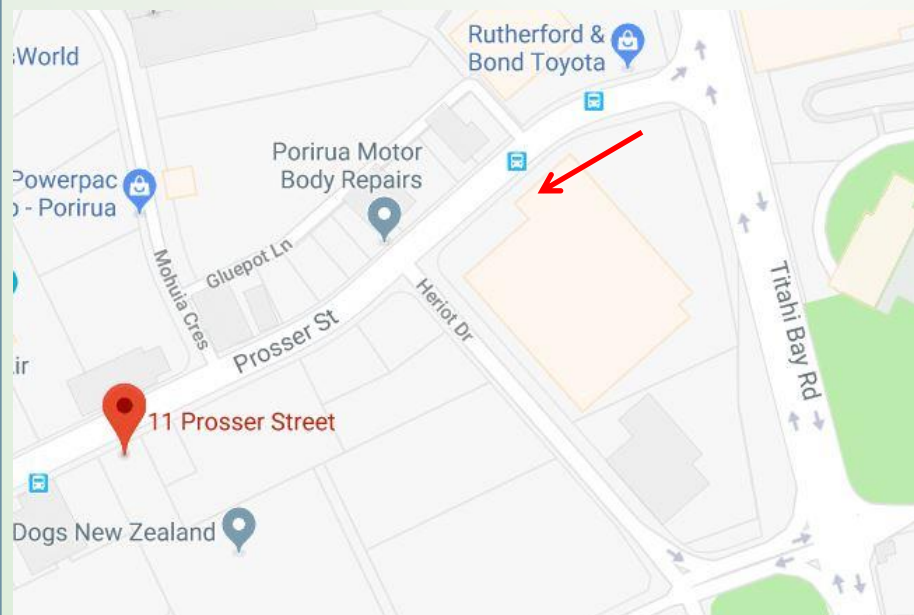 sWorld
Rutherford &
Bond Toyota
Porirua Motor
Body Repairs
Powerpac
- Porirua
Gluepot Ln
Mohuia Cres
Heriot Dr
Titahi Bay Rd
Prosser St
ir
11 Prosser Street
Dogs New Zealand